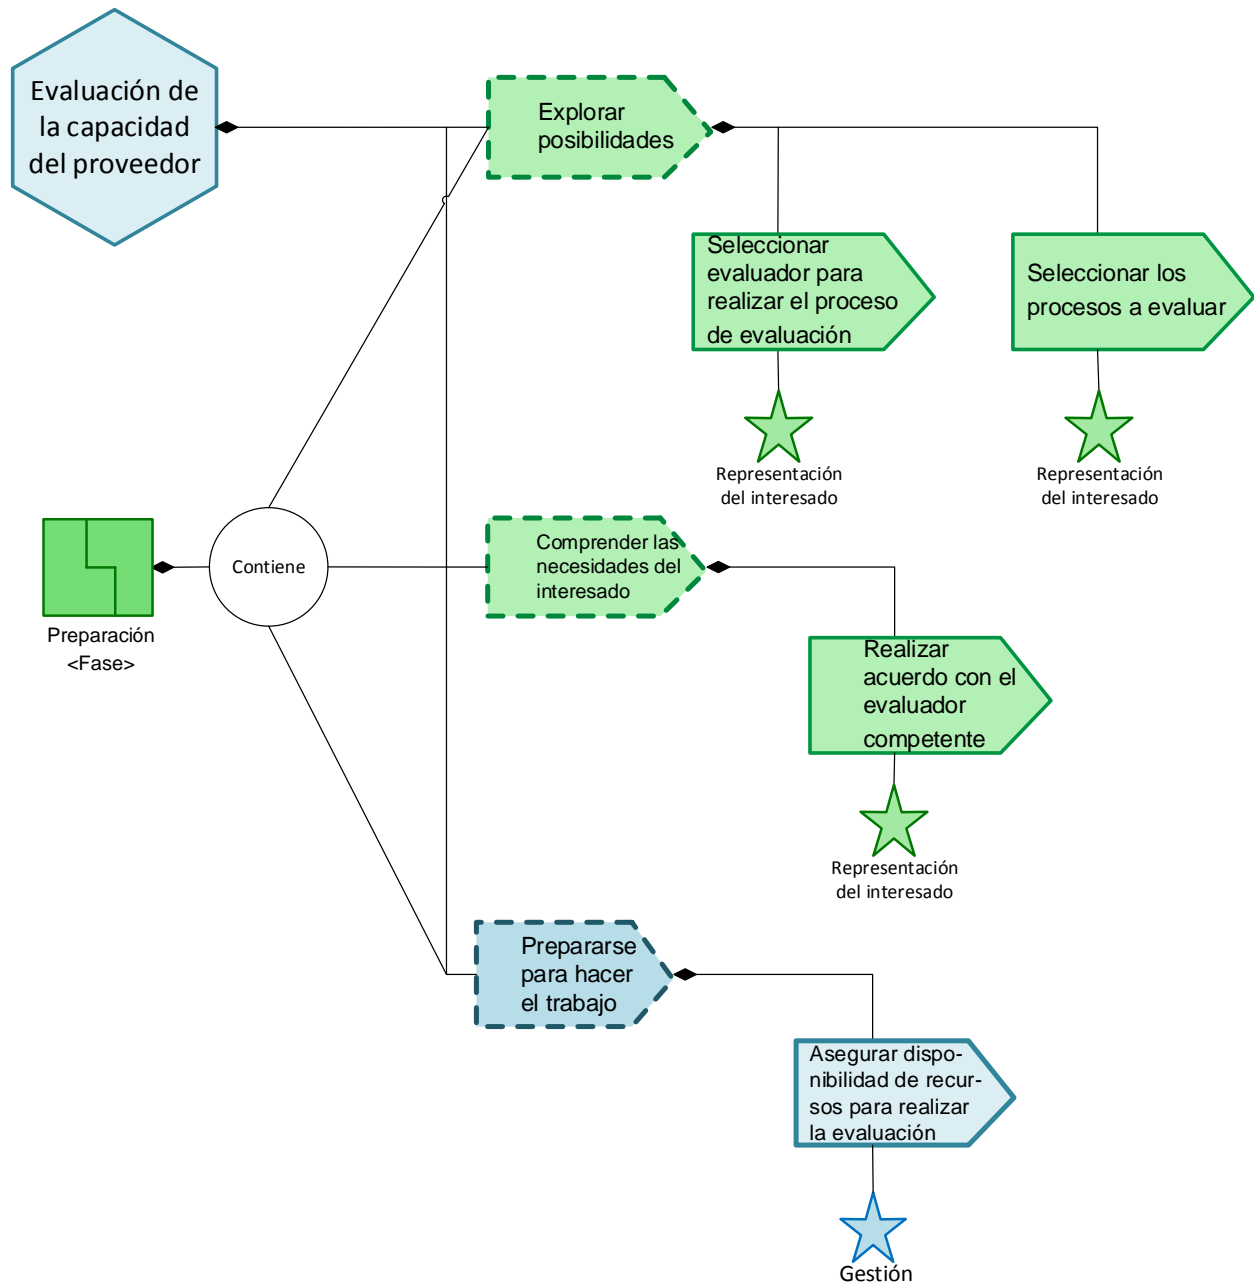 Evaluación de
la capacidad
del proveedor
Explorar
posibilidades
Seleccionar
evaluador para
realizar el proceso
de evaluación
Seleccionar los
procesos a evaluar
Representación
del interesado
Representación
del interesado
Contiene
Preparación
<Fase>
Comprender las
necesidades del
interesado
Realizar
acuerdo con el
evaluador
competente
Representación
del interesado
Prepararse
para hacer
el trabajo
Asegurar dispo-
nibilidad de recur-
sos para realizar
la evaluación
Gestión